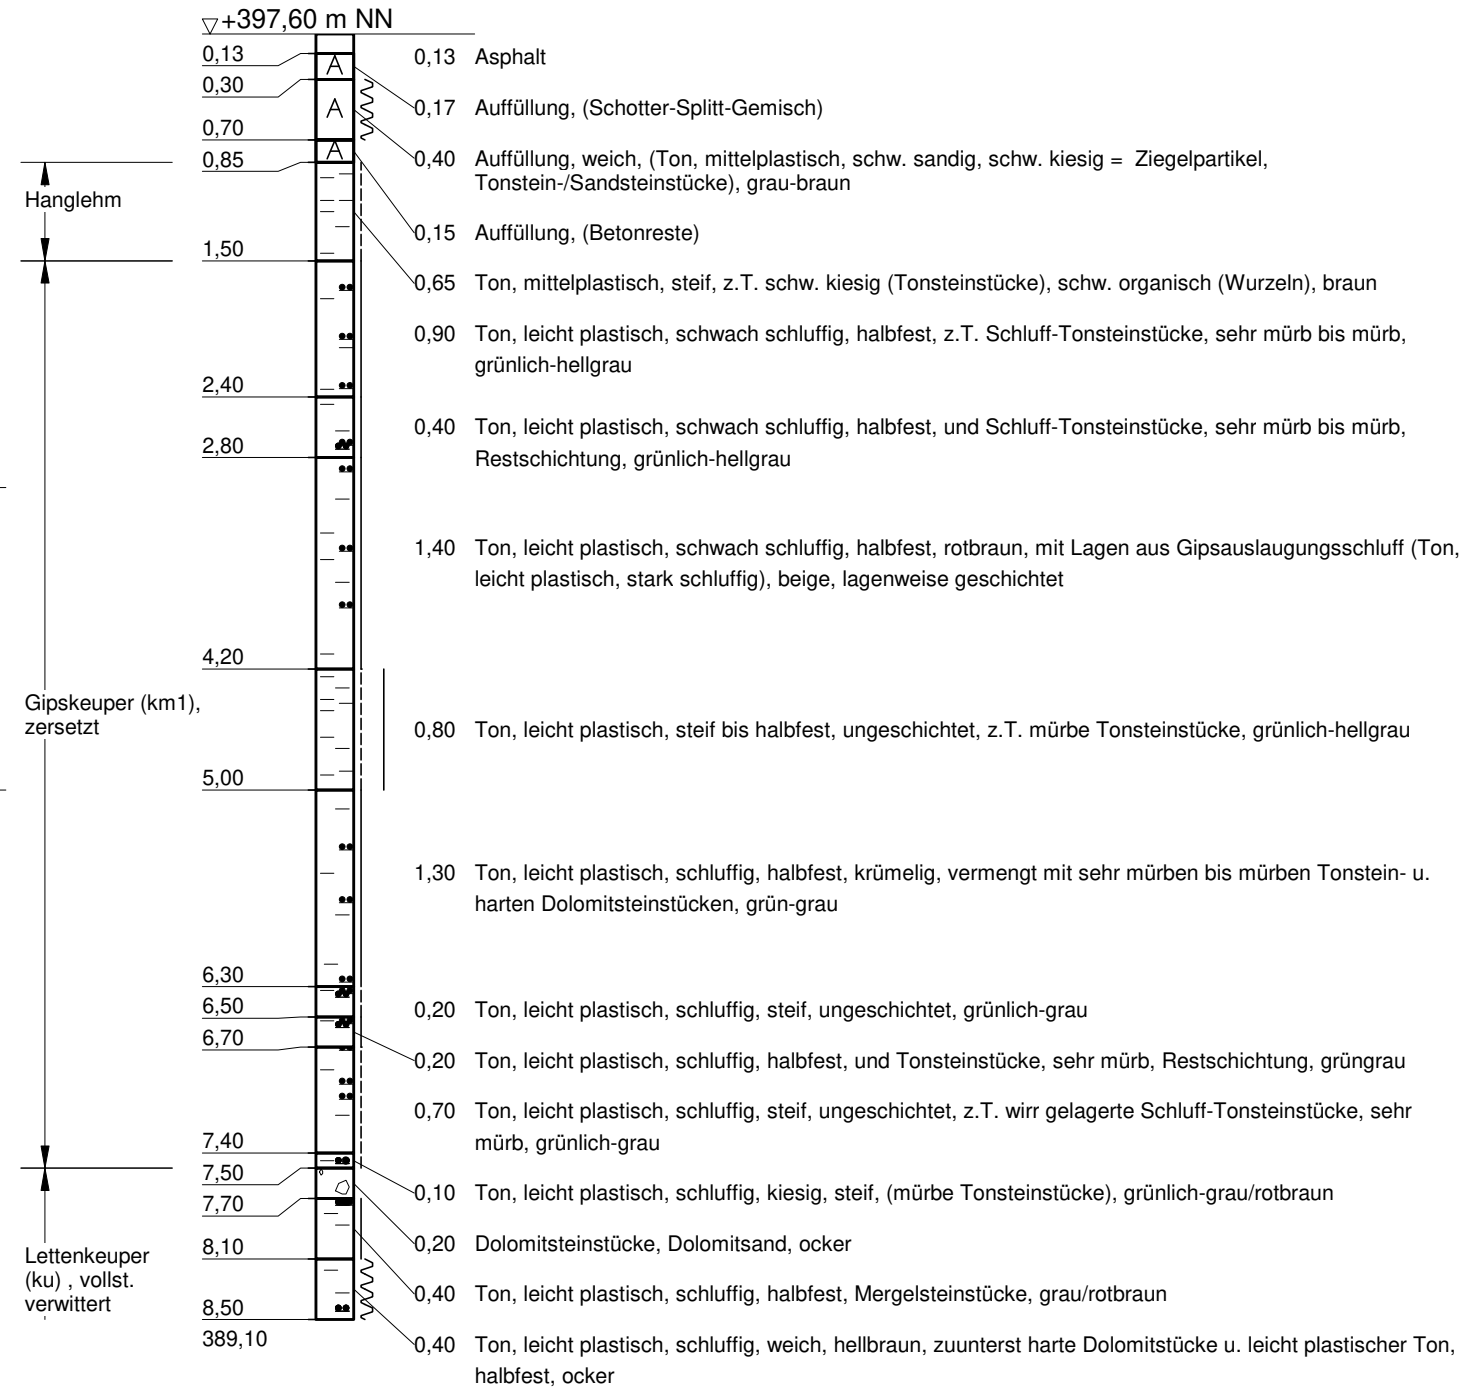 +397,60 m NN
0,13
0,13 Asphalt
A
0,30
0,17 Auffüllung, (Schotter-Splitt-Gemisch)
A
0,70
0,40 Auffüllung, weich, (Ton, mittelplastisch, schw. sandig, schw. kiesig = Ziegelpartikel,
Tonstein-/Sandsteinstücke), grau-braun
A
0,85
Hanglehm
0,15 Auffüllung, (Betonreste)
1,50
0,65 Ton, mittelplastisch, steif, z.T. schw. kiesig (Tonsteinstücke), schw. organisch (Wurzeln), braun
0,90 Ton, leicht plastisch, schwach schluffig, halbfest, z.T. Schluff-Tonsteinstücke, sehr mürb bis mürb,
grünlich-hellgrau
2,40
0,40 Ton, leicht plastisch, schwach schluffig, halbfest, und Schluff-Tonsteinstücke, sehr mürb bis mürb,
Restschichtung, grünlich-hellgrau
2,80
1,40 Ton, leicht plastisch, schwach schluffig, halbfest, rotbraun, mit Lagen aus Gipsauslaugungsschluff (Ton,
leicht plastisch, stark schluffig), beige, lagenweise geschichtet
4,20
Gipskeuper (km1),
zersetzt
0,80 Ton, leicht plastisch, steif bis halbfest, ungeschichtet, z.T. mürbe Tonsteinstücke, grünlich-hellgrau
5,00
1,30 Ton, leicht plastisch, schluffig, halbfest, krümelig, vermengt mit sehr mürben bis mürben Tonstein- u.
harten Dolomitsteinstücken, grün-grau
6,30
6,50
0,20 Ton, leicht plastisch, schluffig, steif, ungeschichtet, grünlich-grau
6,70
0,20 Ton, leicht plastisch, schluffig, halbfest, und Tonsteinstücke, sehr mürb, Restschichtung, grüngrau
0,70 Ton, leicht plastisch, schluffig, steif, ungeschichtet, z.T. wirr gelagerte Schluff-Tonsteinstücke, sehr
mürb, grünlich-grau
7,40
7,50
0,10 Ton, leicht plastisch, schluffig, kiesig, steif, (mürbe Tonsteinstücke), grünlich-grau/rotbraun
7,70
0,20 Dolomitsteinstücke, Dolomitsand, ocker
8,10
Lettenkeuper
(ku) , vollst.
verwittert
0,40 Ton, leicht plastisch, schluffig, halbfest, Mergelsteinstücke, grau/rotbraun
8,50
389,10
0,40 Ton, leicht plastisch, schluffig, weich, hellbraun, zuunterst harte Dolomitstücke u. leicht plastischer Ton,
halbfest, ocker